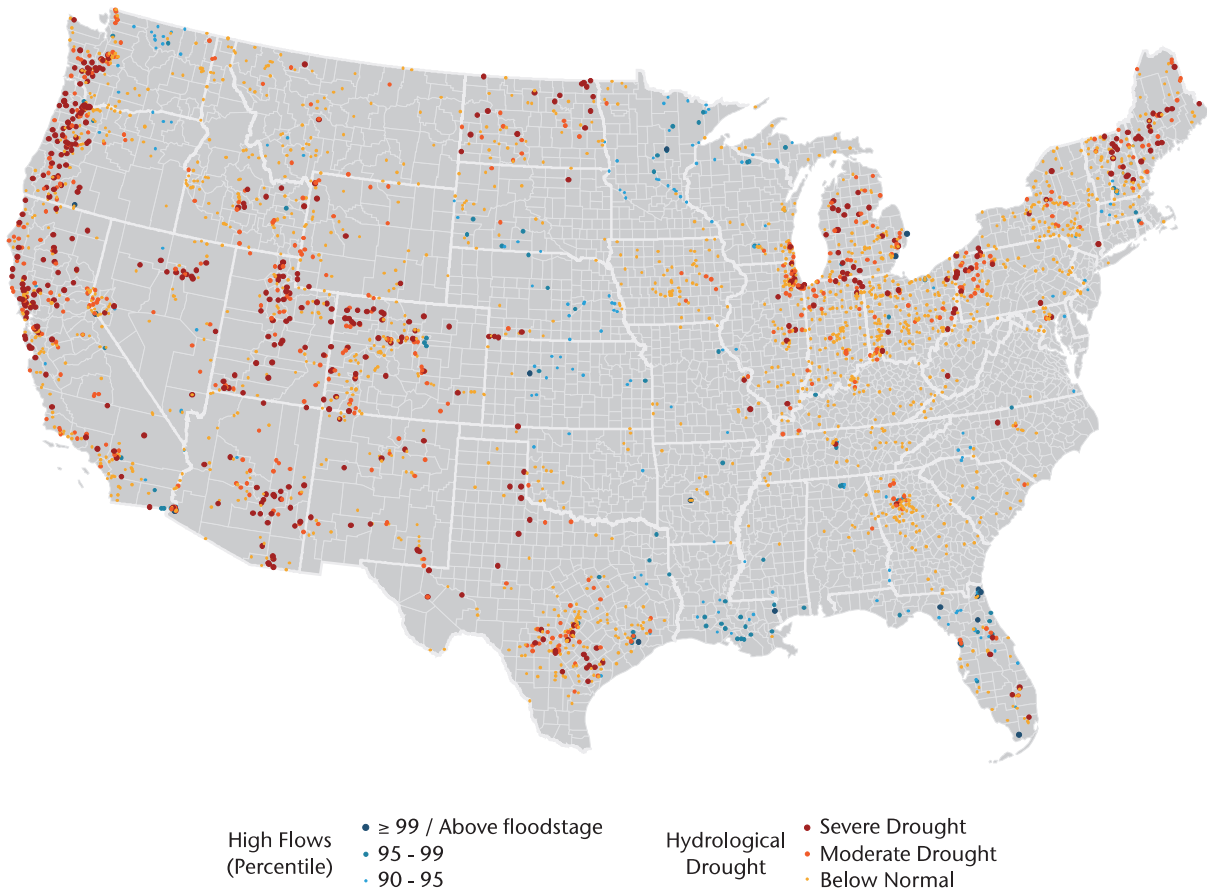 High Flows
(Percentile)
≥ 99 / Above floodstage
95 - 99
90 - 95
Hydrological
Drought
Severe Drought
Moderate Drought
Below Normal